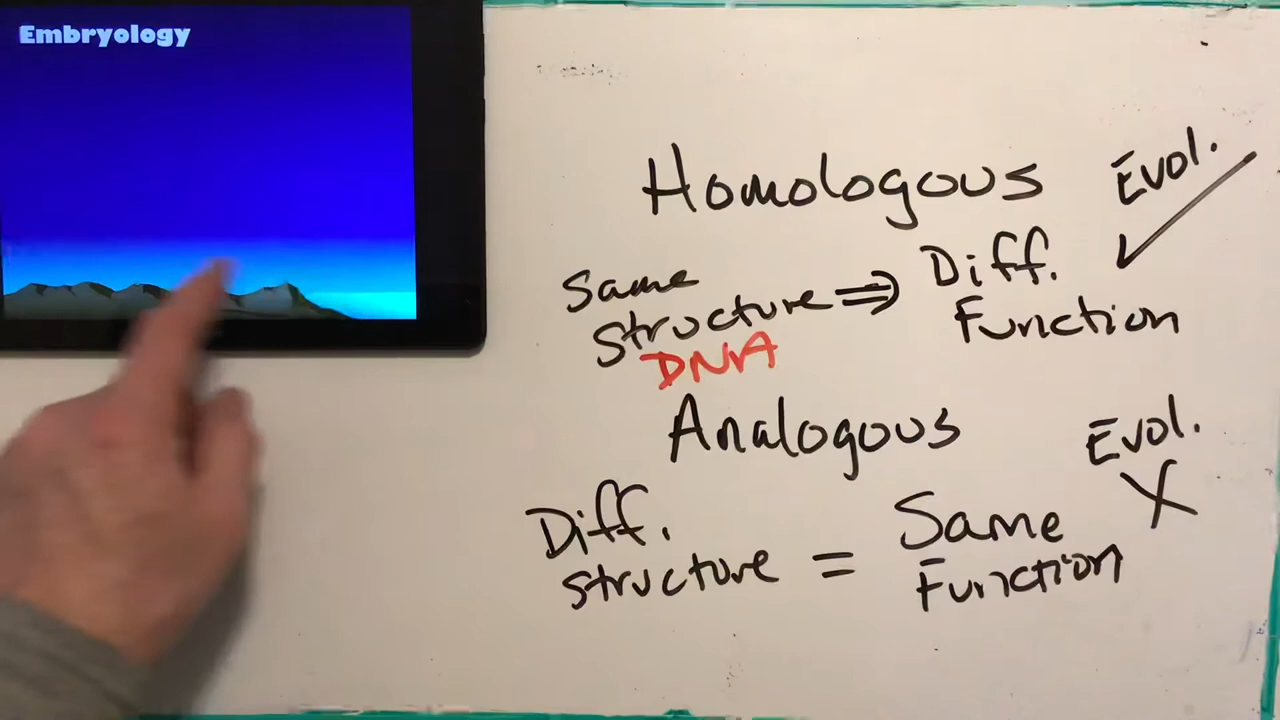 Embryology
Homologous
Evol.
Same
structure ⇒ Diff.
Function
DNA
Analogous
Evol.
X
Diff.
structure = Same
Function